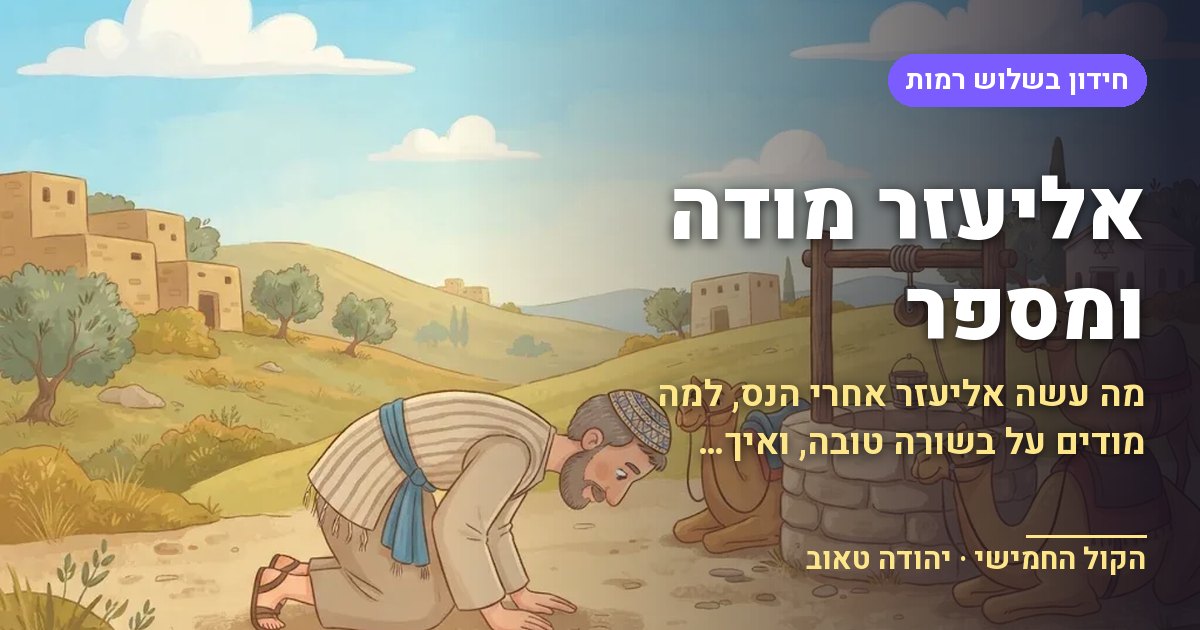 חידון בשלוש רמות
אליעזר מודה
ומספר
מה עשה אליעזר אחרי הנס, למה
מודים על בשורה טובה, ואיך…
הקול החמישי · יהודה טאוב